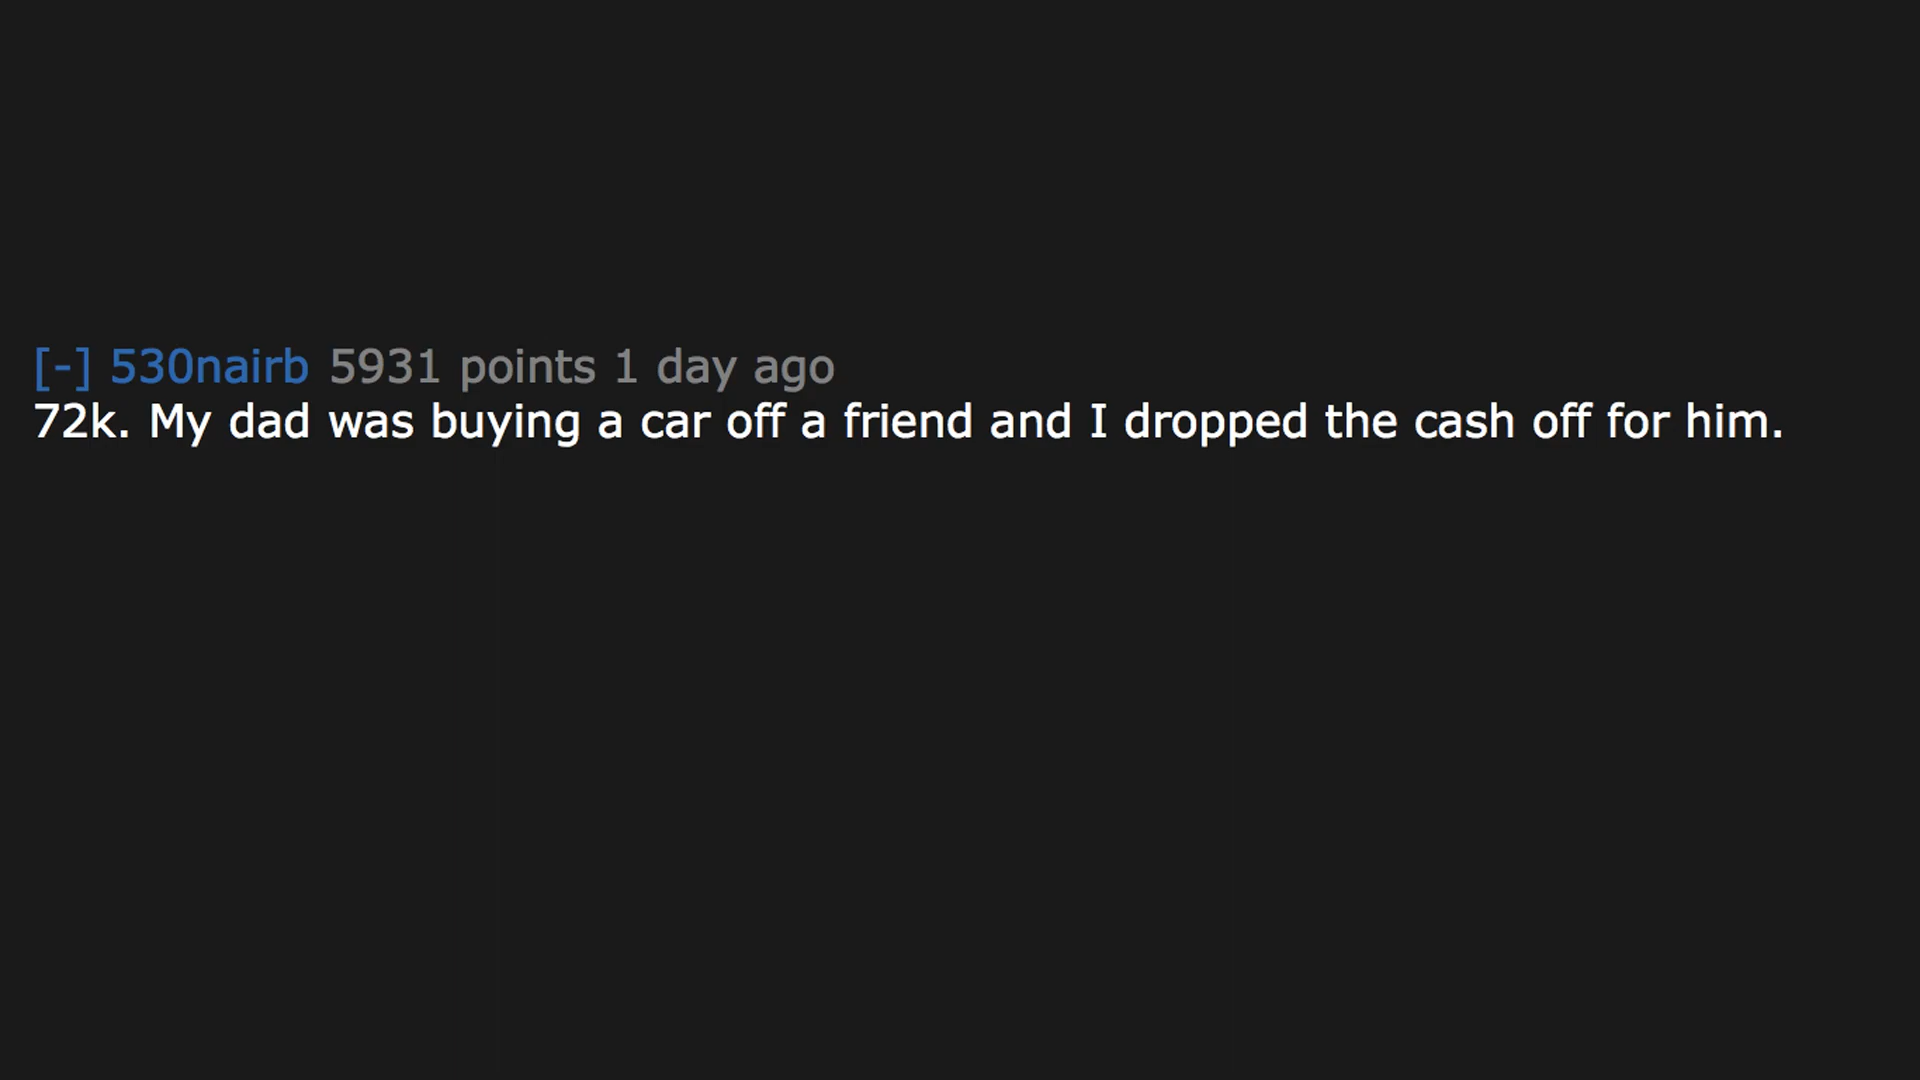 [-] 530nairb 5931 points 1 day ago
72k. My dad was buying a car off a friend and I dropped the cash off for him.